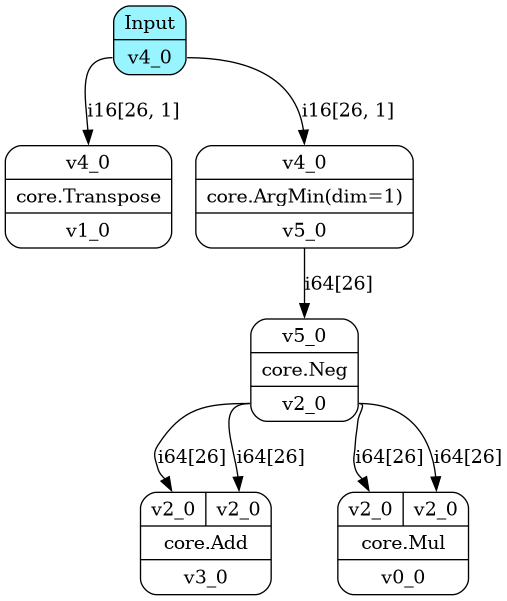 Input
v4_0
i16[26, 1]
i16[26, 1]
v4_0
core.Transpose
v1_0
v4_0
core.ArgMin(dim=1)
v5_0
i64[26]
v5_0
core.Neg
v2_0
i64[26]
i64[26]
i64[26]
i64[26]
v2_0
v2_0
core.Add
v3_0
v2_0
v2_0
core.Mul
v0_0